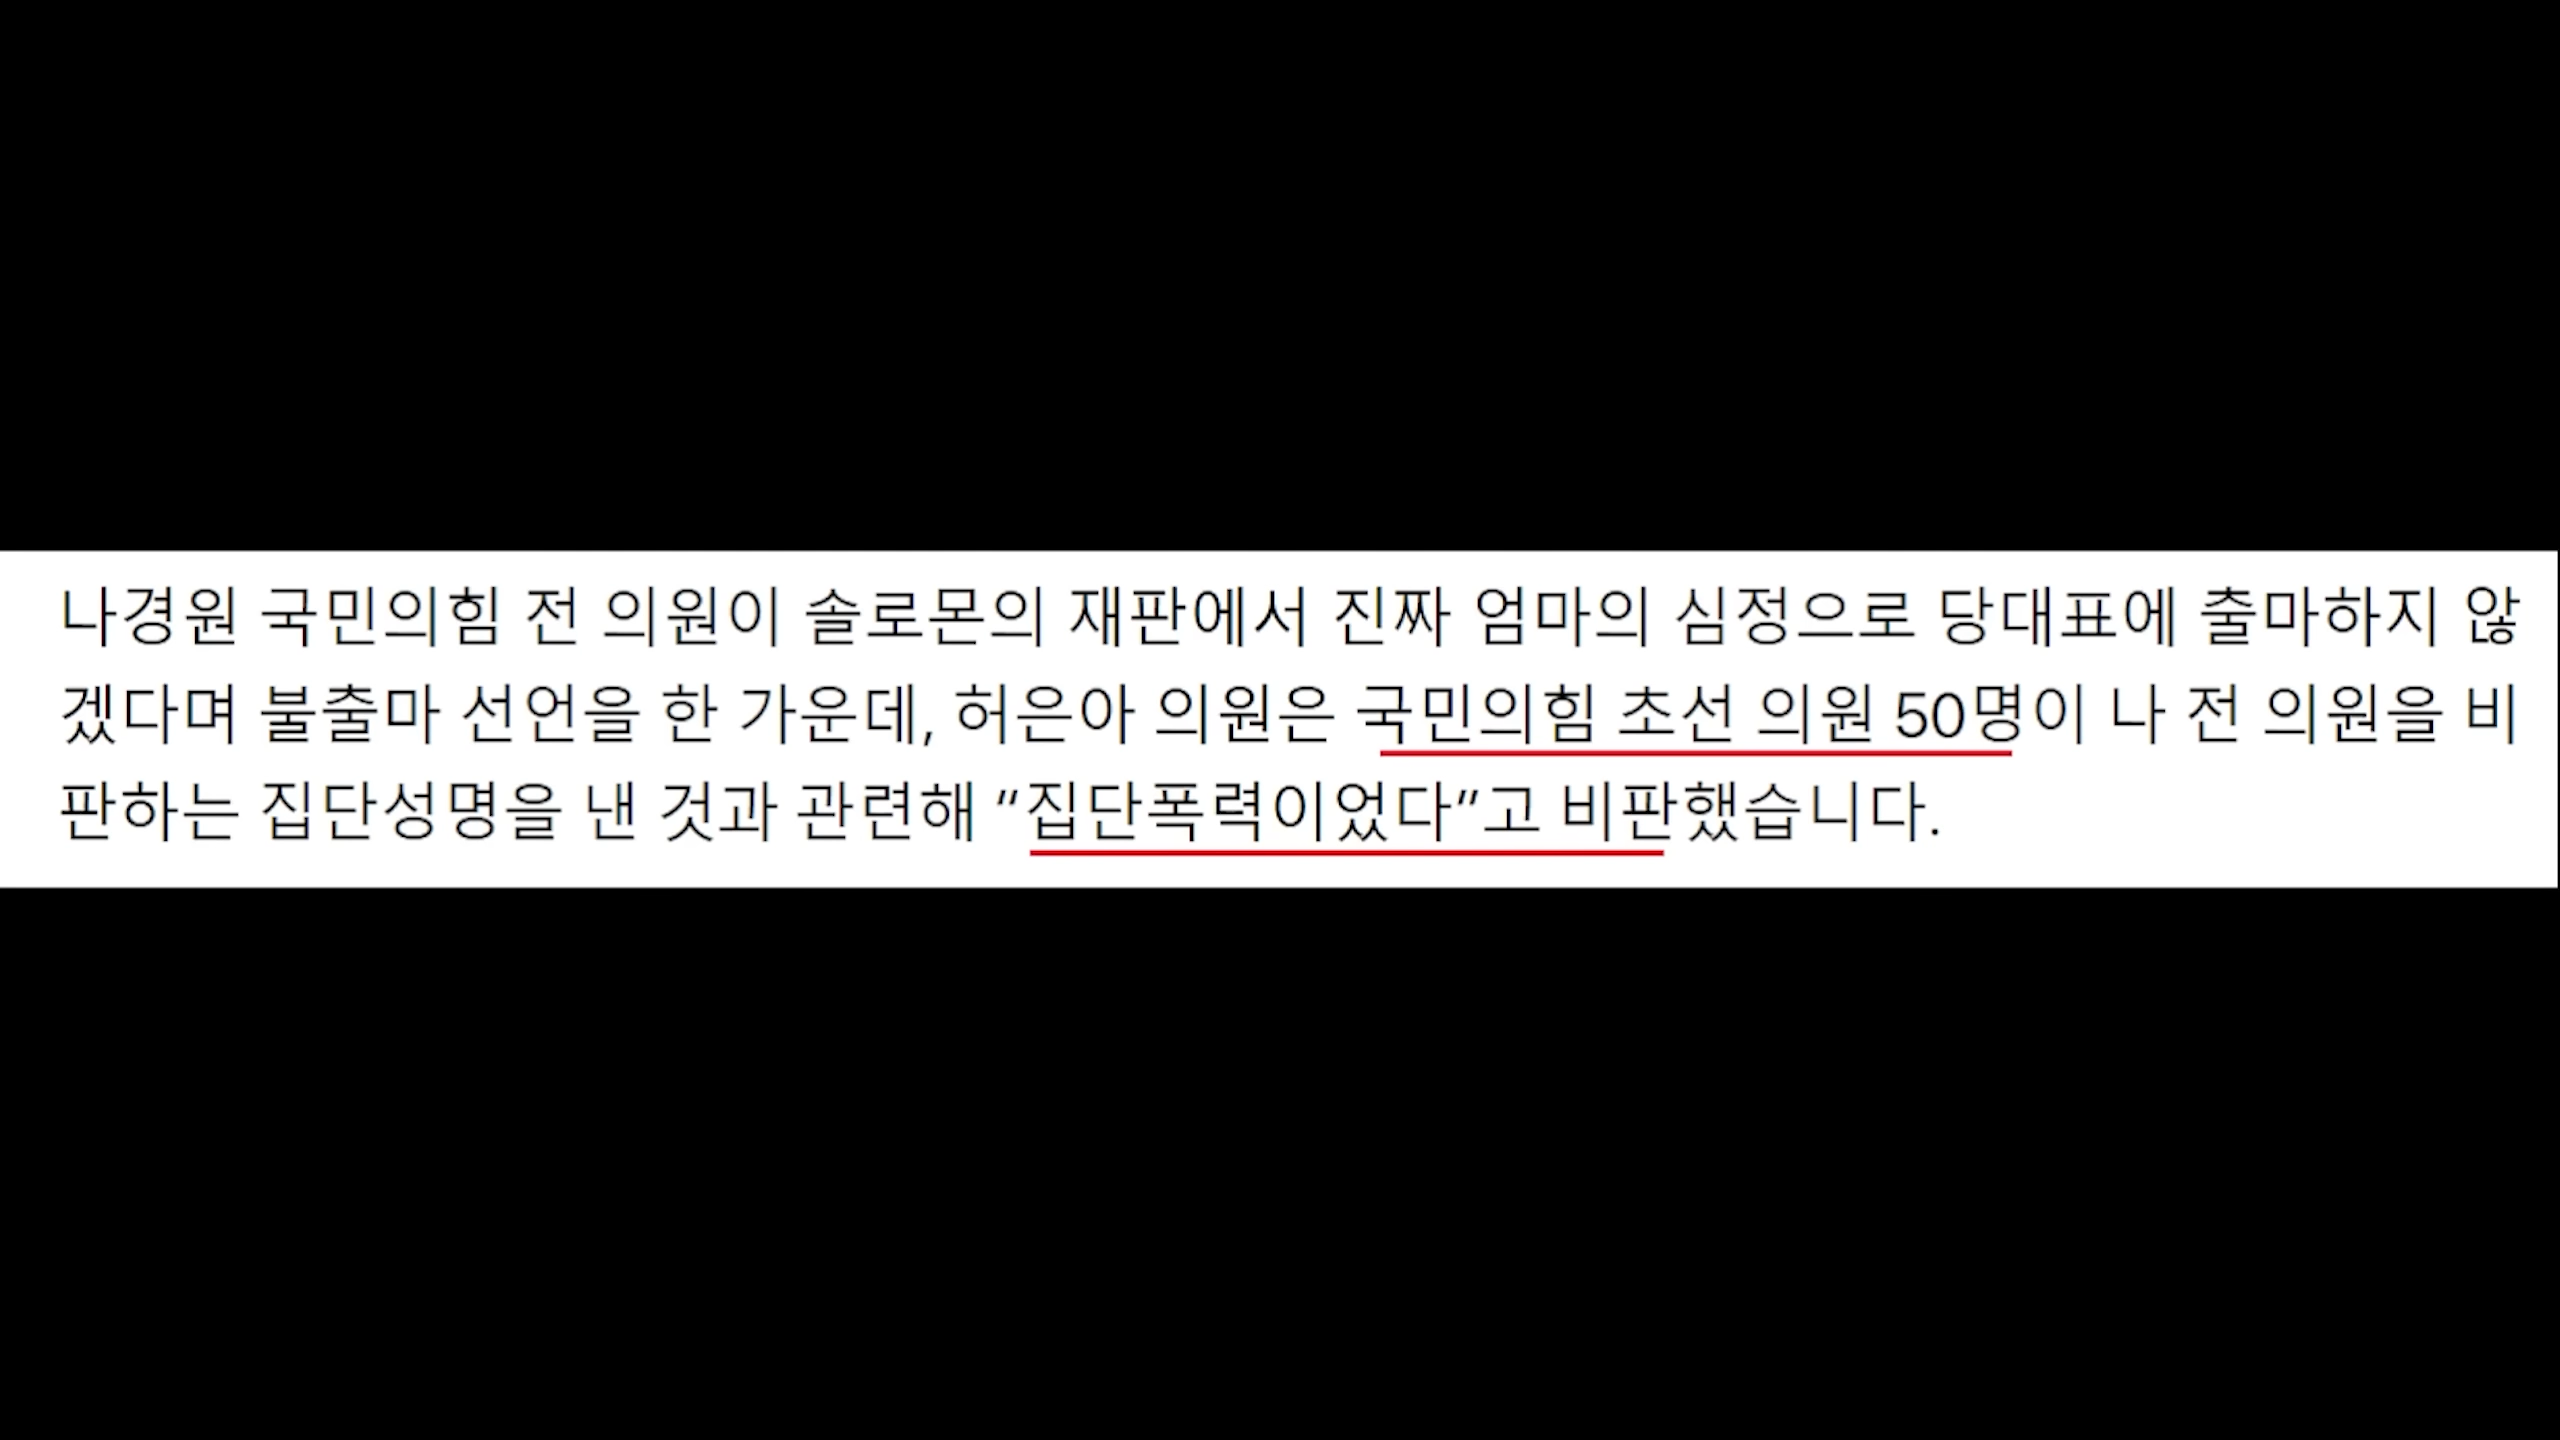 나경원 국민의힘 전 의원이 솔로몬의 재판에서 진짜 엄마의 심정으로 당대표에 출마하지 않
겠다며 불출마 선언을 한 가운데, 허은아 의원은 국민의힘 초선 의원 50명이 나 전 의원을 비
판하는 집단성명을 낸 것과 관련해 "집단폭력이었다"고 비판했습니다.